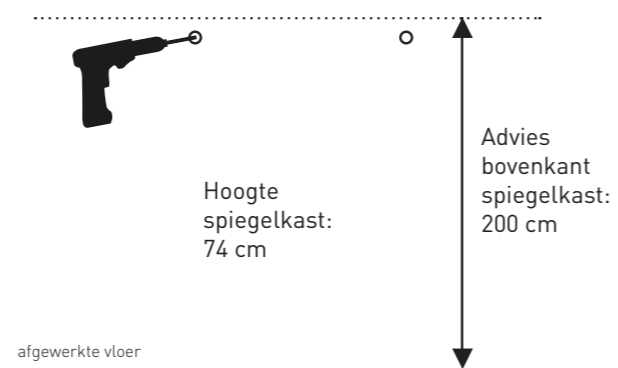 Advies
bovenkant
spiegelkast:
200 cm
Hoogte
spiegelkast:
74 cm
afgewerkte vloer